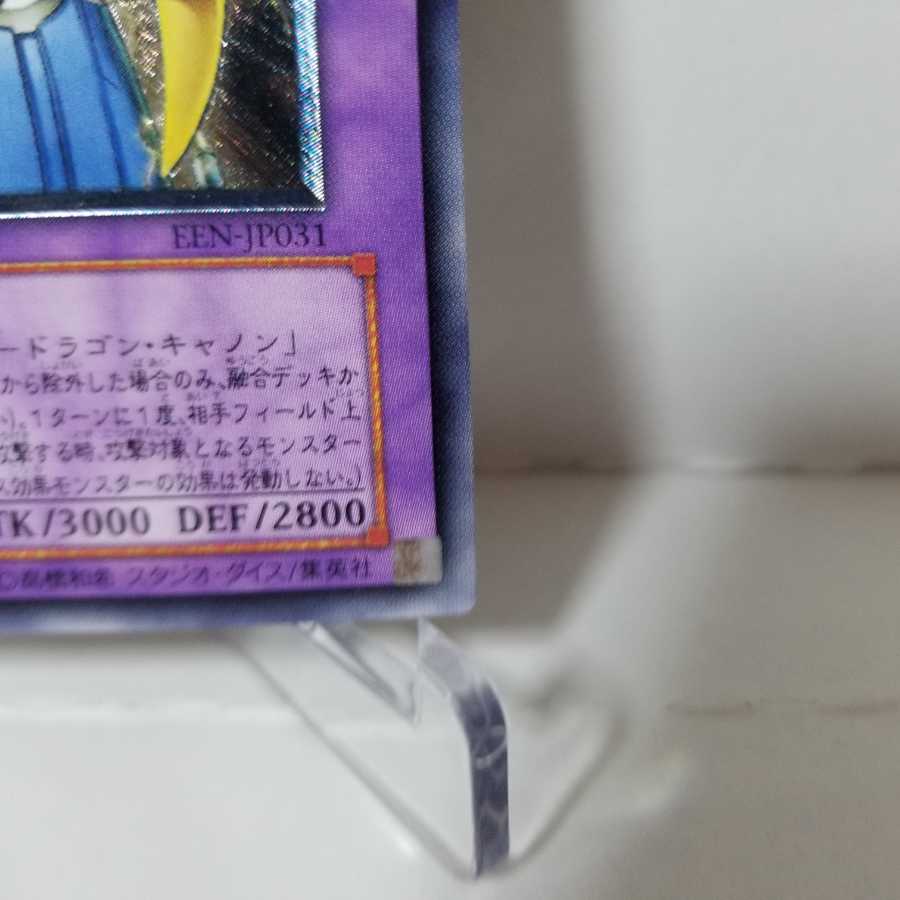 EEN-JP031
ードラゴン・キャノン」
から除外した場合のみ、融合デッキか
)。1ターンに1度、相手フィールド上
攻撃する時、攻撃対象となるモンスター
効果モンスターの効果は発動しない。)
TK/3000 DEF/2800
スタジオ・ダイス/集英社